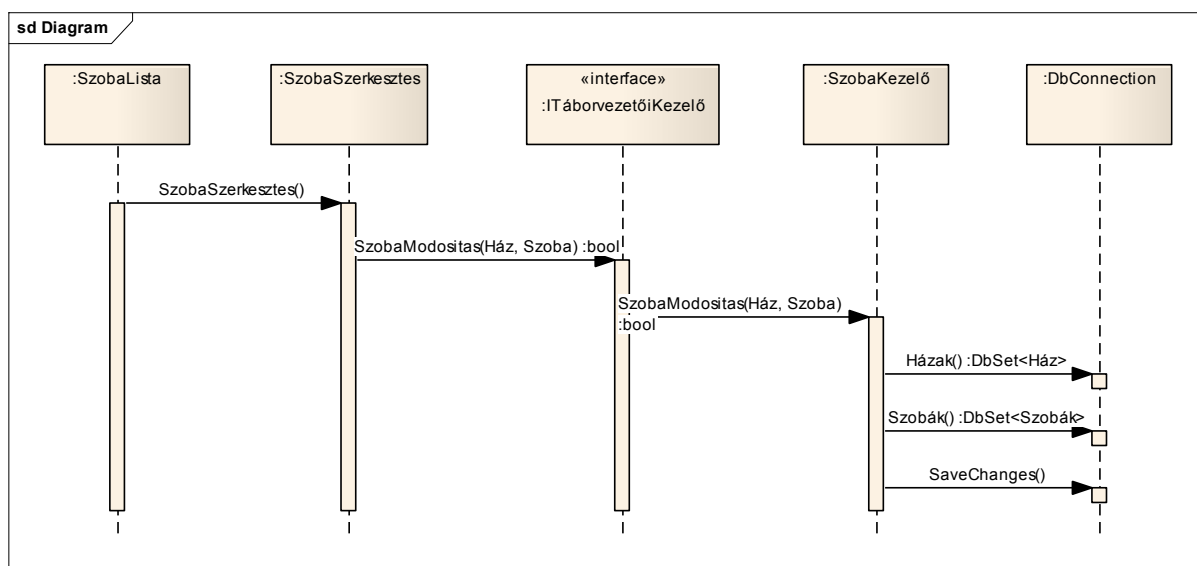 sd Diagram
:SzobaLista
:SzobaSzerkesztes
«interface»
:ITáborvezetőiKezelő
:SzobaKezelő
:DbConnection
SzobaSzerkesztes()
SzobaModositas(Ház, Szoba) :bool
SzobaModositas(Ház, Szoba)
:bool
Házak() :DbSet<Ház>
Szobák() :DbSet<Szobák>
SaveChanges()